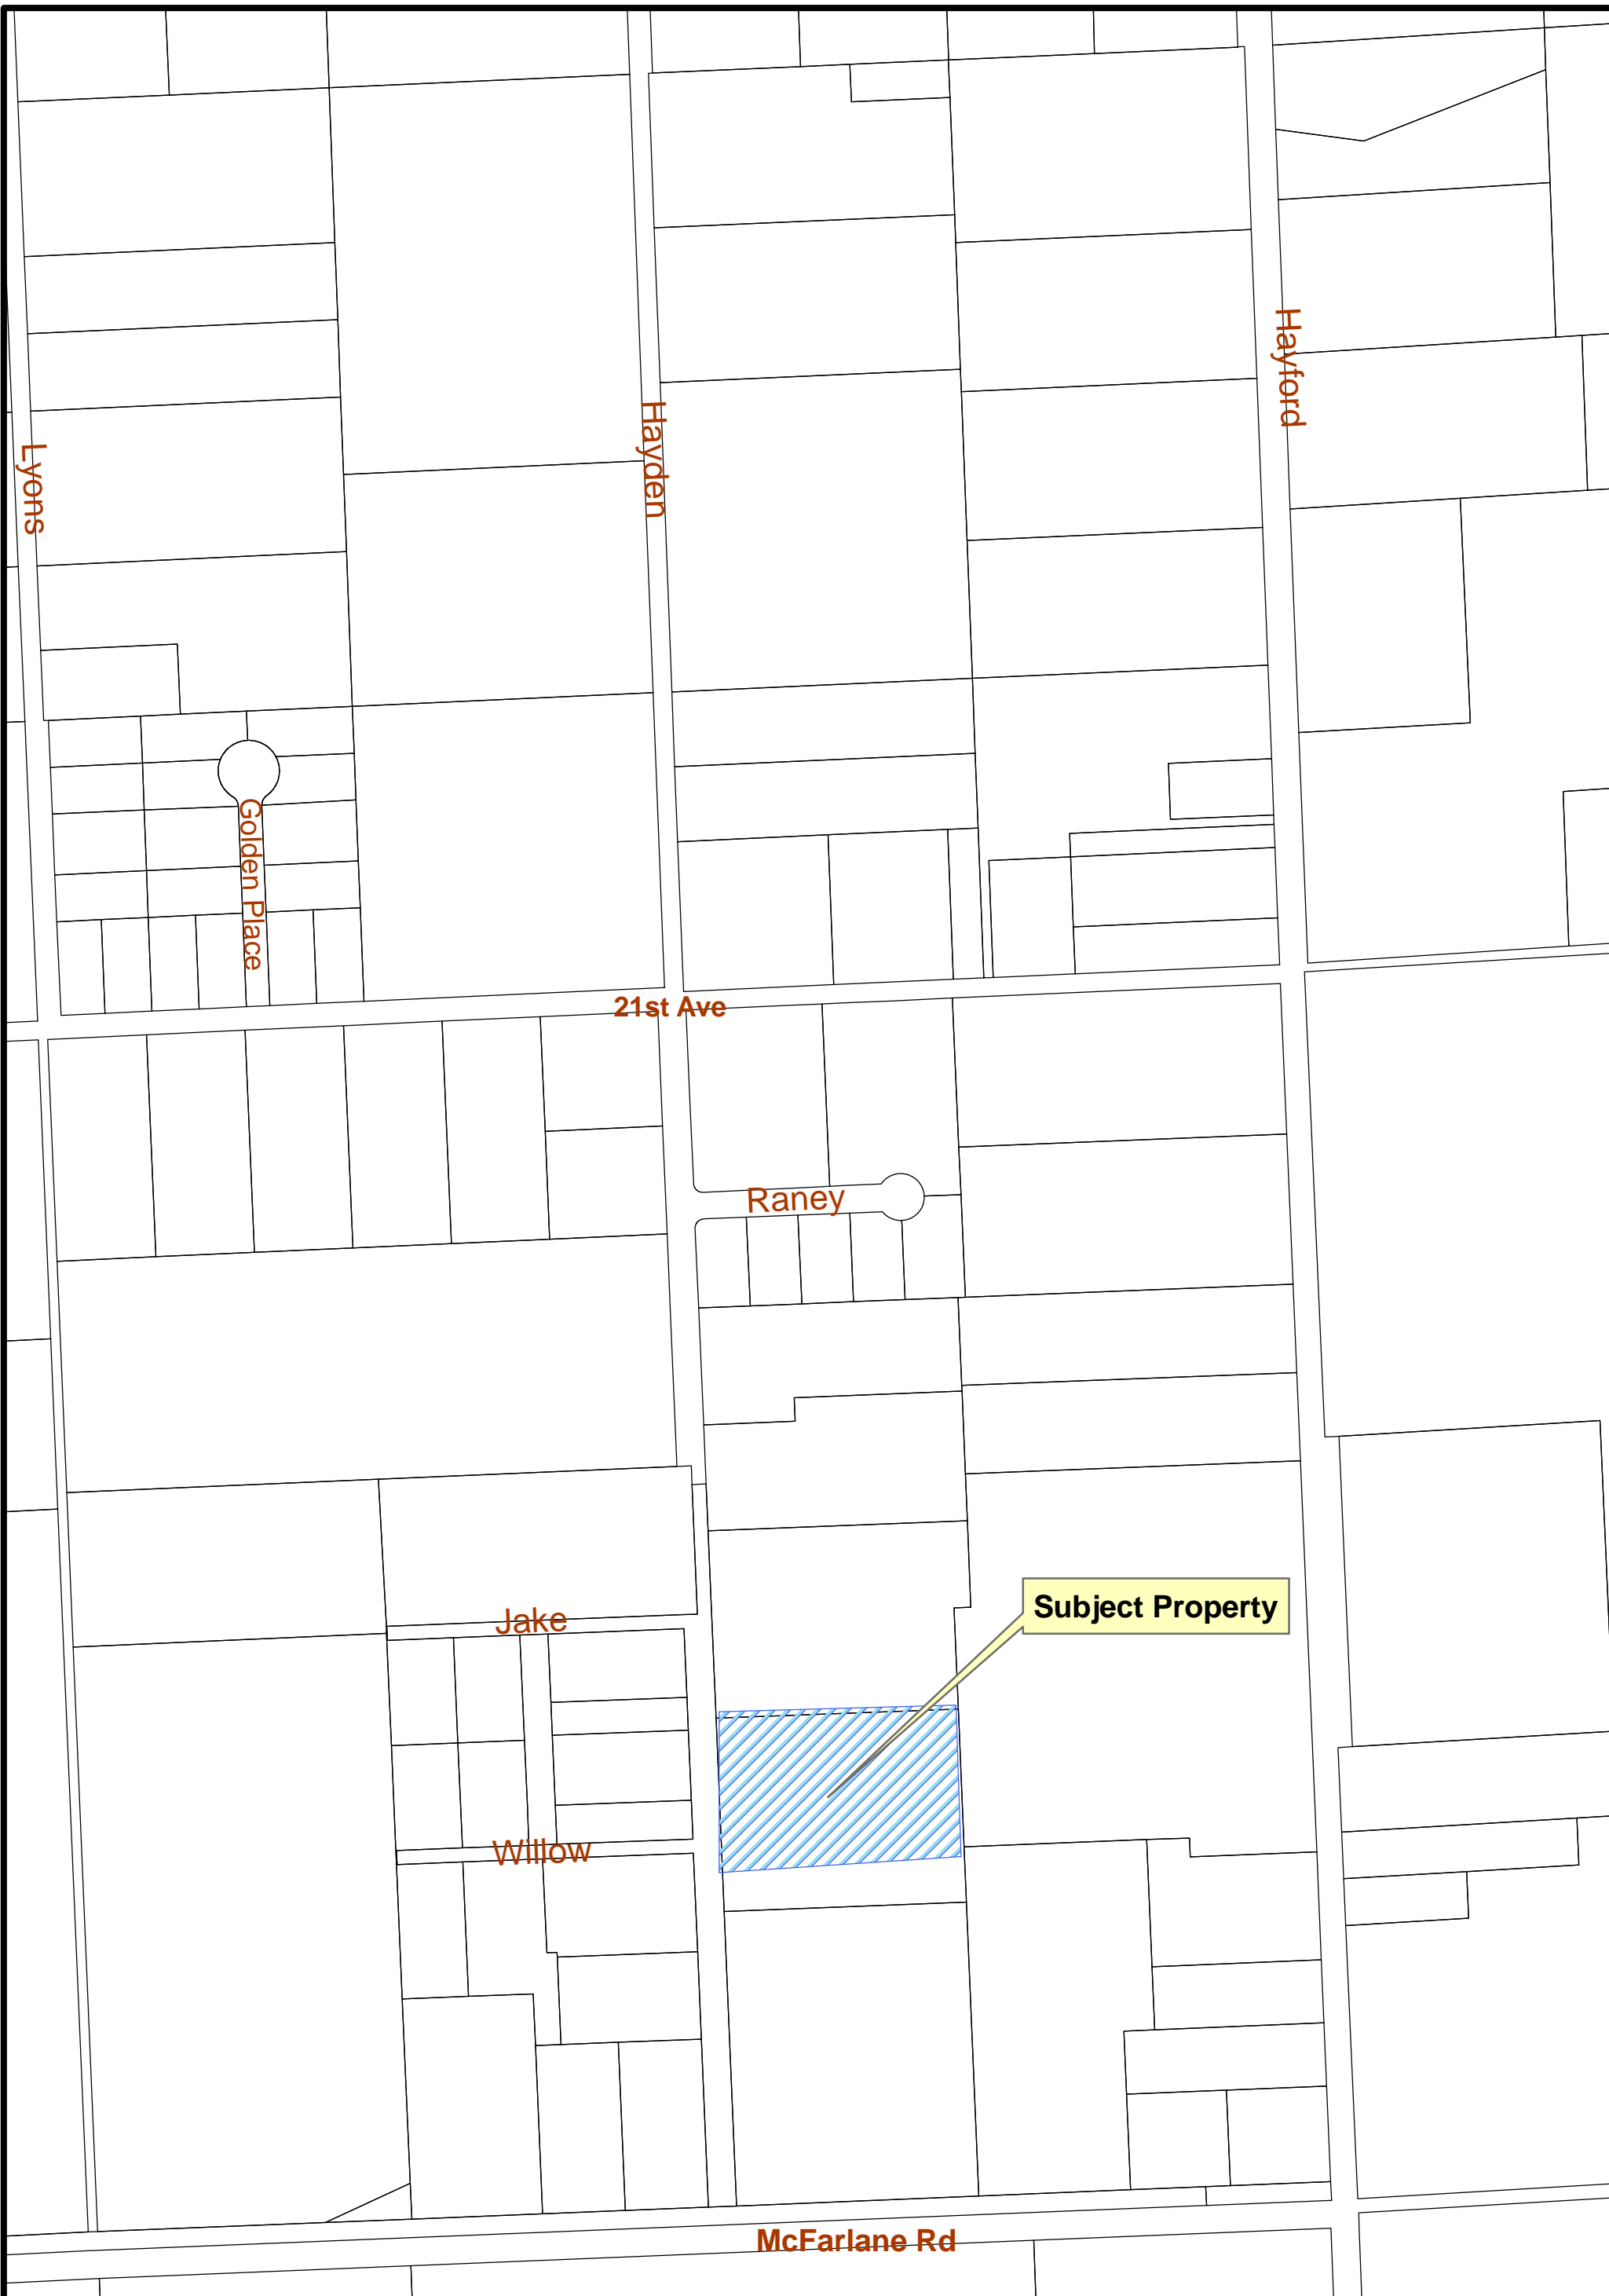 Hayford
Hayden
Lyons
Golden Place
21st Ave
Raney
Subject Property
Jake
Willow
McFarlane Rd